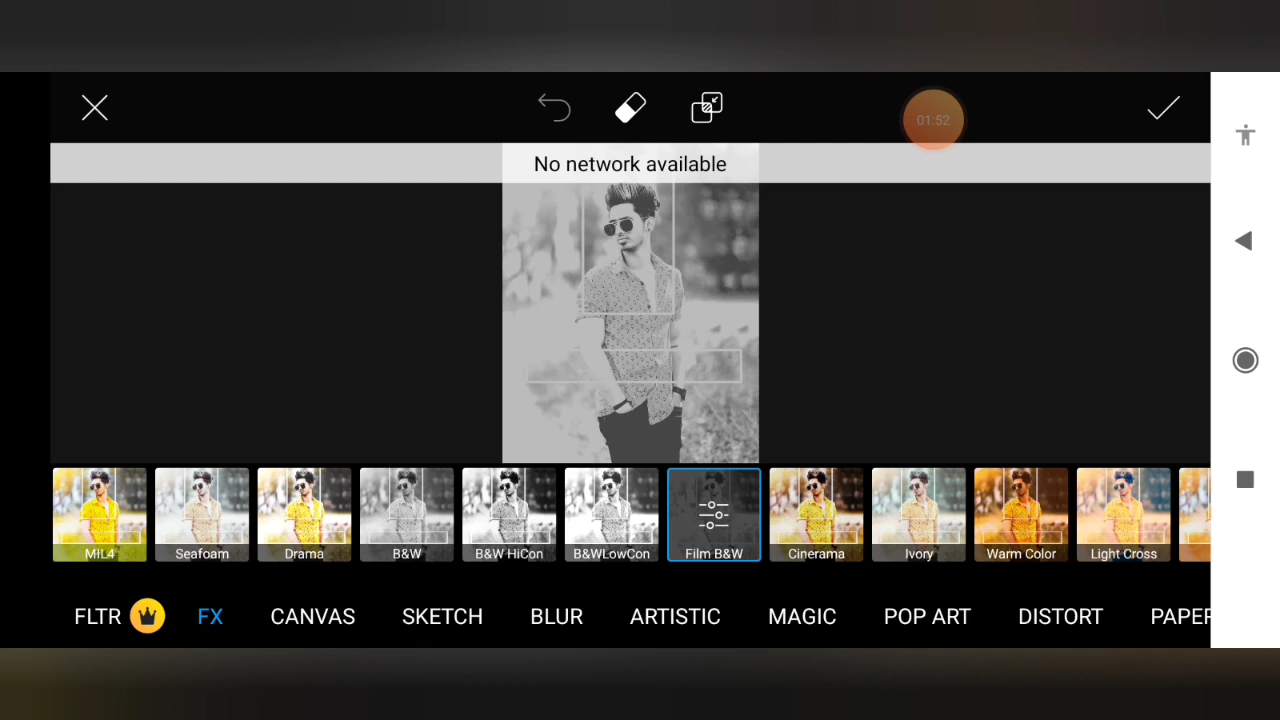 01:52
No network available
MIL4
Seafoam
Drama
B&W
B&W HiCon
B&WLowCon
Film B&W
Cinerama
Ivory
Warm Color
Light Cross
FLTR
FX
CANVAS
SKETCH
BLUR
ARTISTIC
MAGIC
POP ART
DISTORT
PAPER